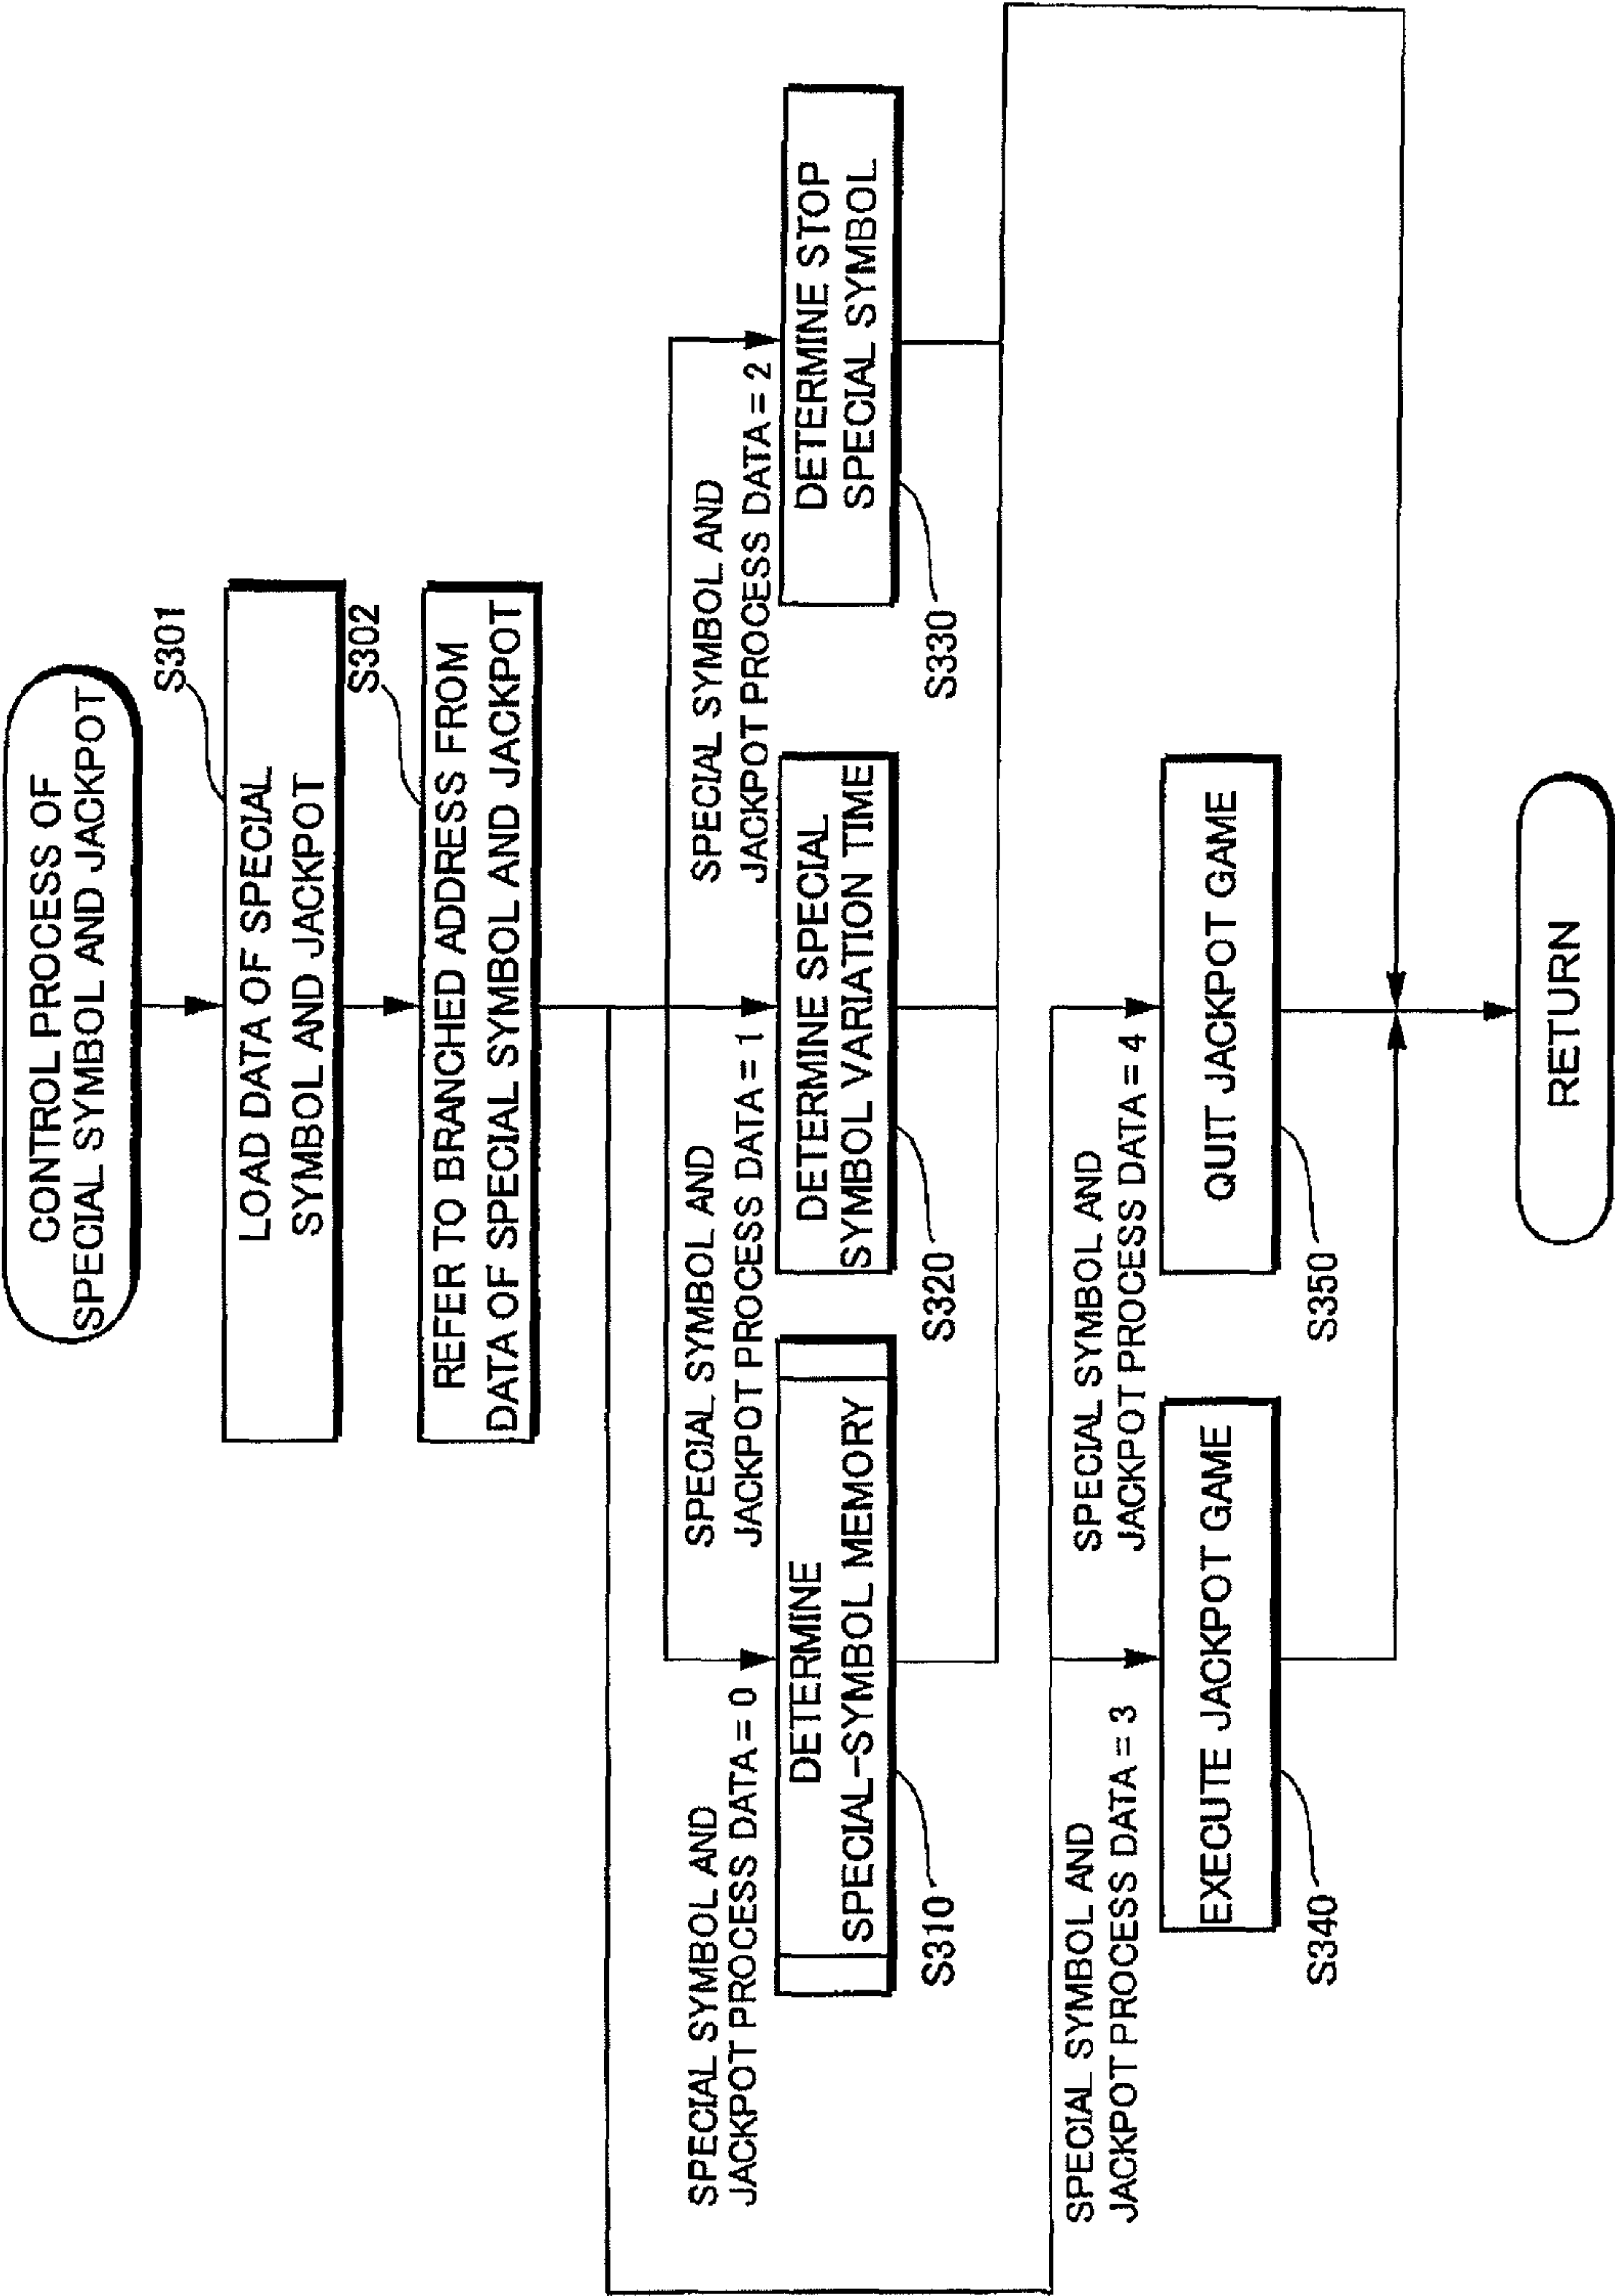 CONTROL PROCESS OF
SPECIAL SYMBOL AND JACKPOT
S301
LOAD DATA OF SPECIAL
SYMBOL AND JACKPOT
S302
REFER TO BRANCHED ADDRESS FROM
DATA OF SPECIAL SYMBOL AND JACKPOT
SPECIAL SYMBOL AND
JACKPOT PROCESS DATA = 0
DETERMINE
SPECIAL-SYMBOL MEMORY
S310
SPECIAL SYMBOL AND
JACKPOT PROCESS DATA = 1
DETERMINE SPECIAL
SYMBOL VARIATION TIME
S320
SPECIAL SYMBOL AND
JACKPOT PROCESS DATA = 2
DETERMINE STOP
SPECIAL SYMBOL
S330
SPECIAL SYMBOL AND
JACKPOT PROCESS DATA = 3
EXECUTE JACKPOT GAME
S340
SPECIAL SYMBOL AND
JACKPOT PROCESS DATA = 4
QUIT JACKPOT GAME
S350
RETURN